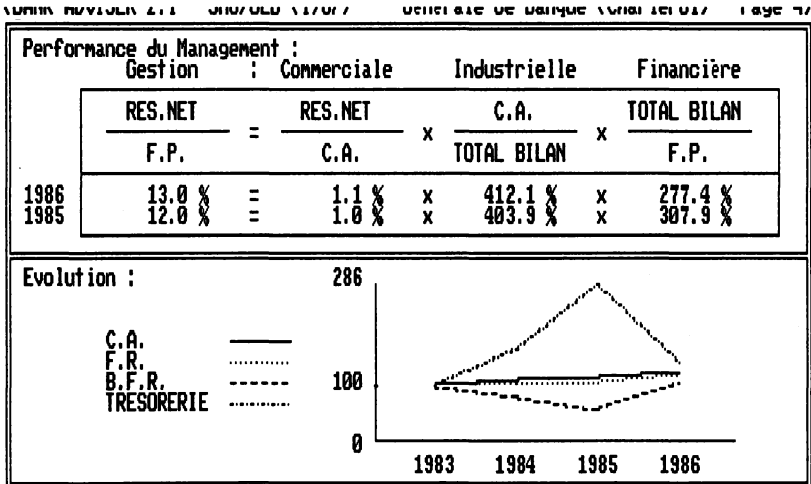 Performance du Management :
Gestion : Commerciale Industrielle Financière
RES.NET RES.NET C.A. TOTAL BILAN
= x x
F.P. C.A. TOTAL BILAN F.P.
1986 13.0 % = 1.1 % x 412.1 % x 277.4 %
1985 12.0 % = 1.0 % x 403.9 % x 307.9 %
Evolution :
286
C.A.
F.R.
B.F.R.
100
TRESORERIE
0
1983 1984 1985 1986